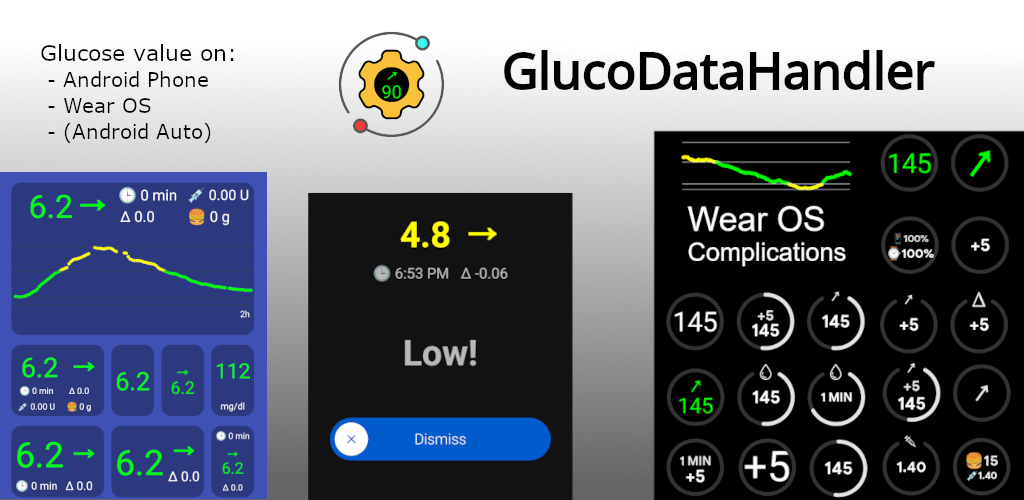 Glucose value on:
- Android Phone
- Wear OS
- (Android Auto)
90
GlucoDataHandler
6.2 → 🕒 0 min 💉 0.00 U
Δ 0.0 🍔 0 g
2h
6.2 →
🕒 0 min Δ 0.0
💉 0.00 U 🍔 0 g
6.2
→
6.2
112
mg/dl
6.2 →
🕒 0 min Δ 0.0
6.2 →
Δ 0.0
🕒 0 min
→
6.2
Δ 0.0
4.8 →
🕒 6:53 PM Δ -0.06
Low!
Dismiss
Wear OS
Complications
145
100%
100%
+5
145
+5
145
145
+5
Δ
+5
145
145
1 MIN
+5
145
1 MIN
+5
+5
145
1.40
🍔15
💉1.40